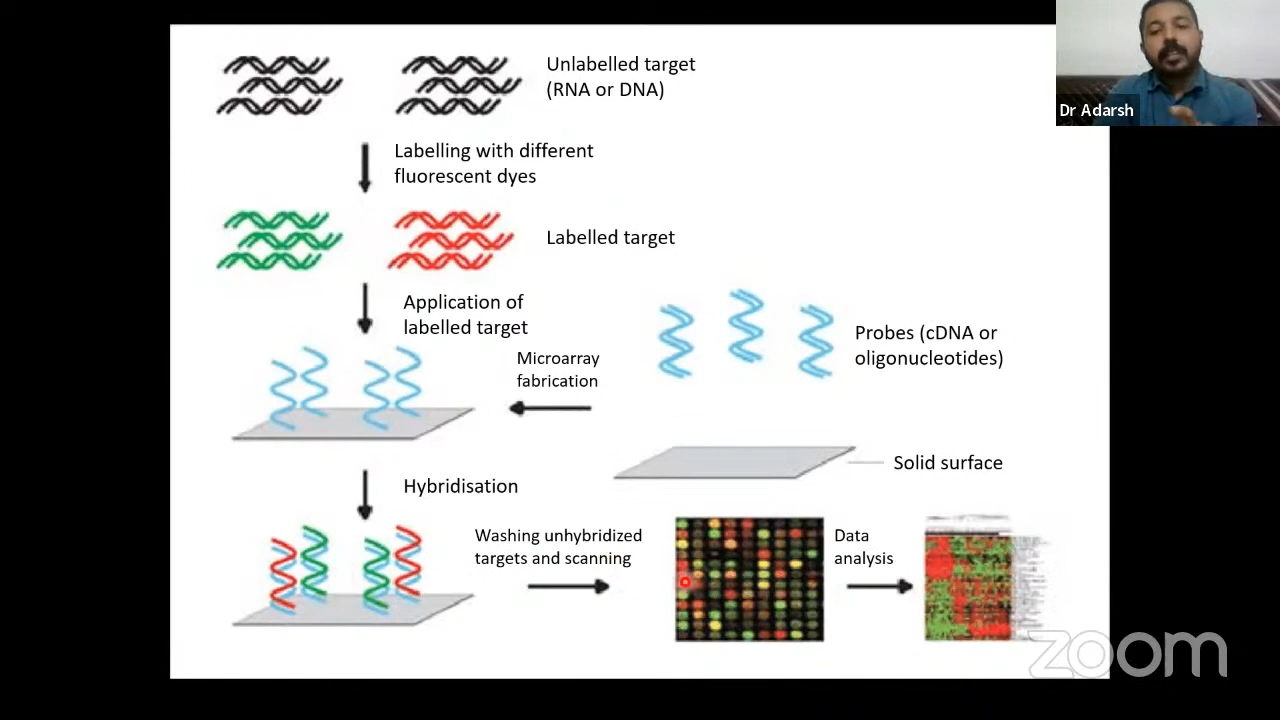 Unlabelled target
(RNA or DNA)
Dr Adarsh
Labelling with different
fluorescent dyes
Labelled target
Application of
labelled target
Probes (cDNA or
oligonucleotides)
Microarray
fabrication
Solid surface
Hybridisation
Washing unhybridized
targets and scanning
Data
analysis
zoom